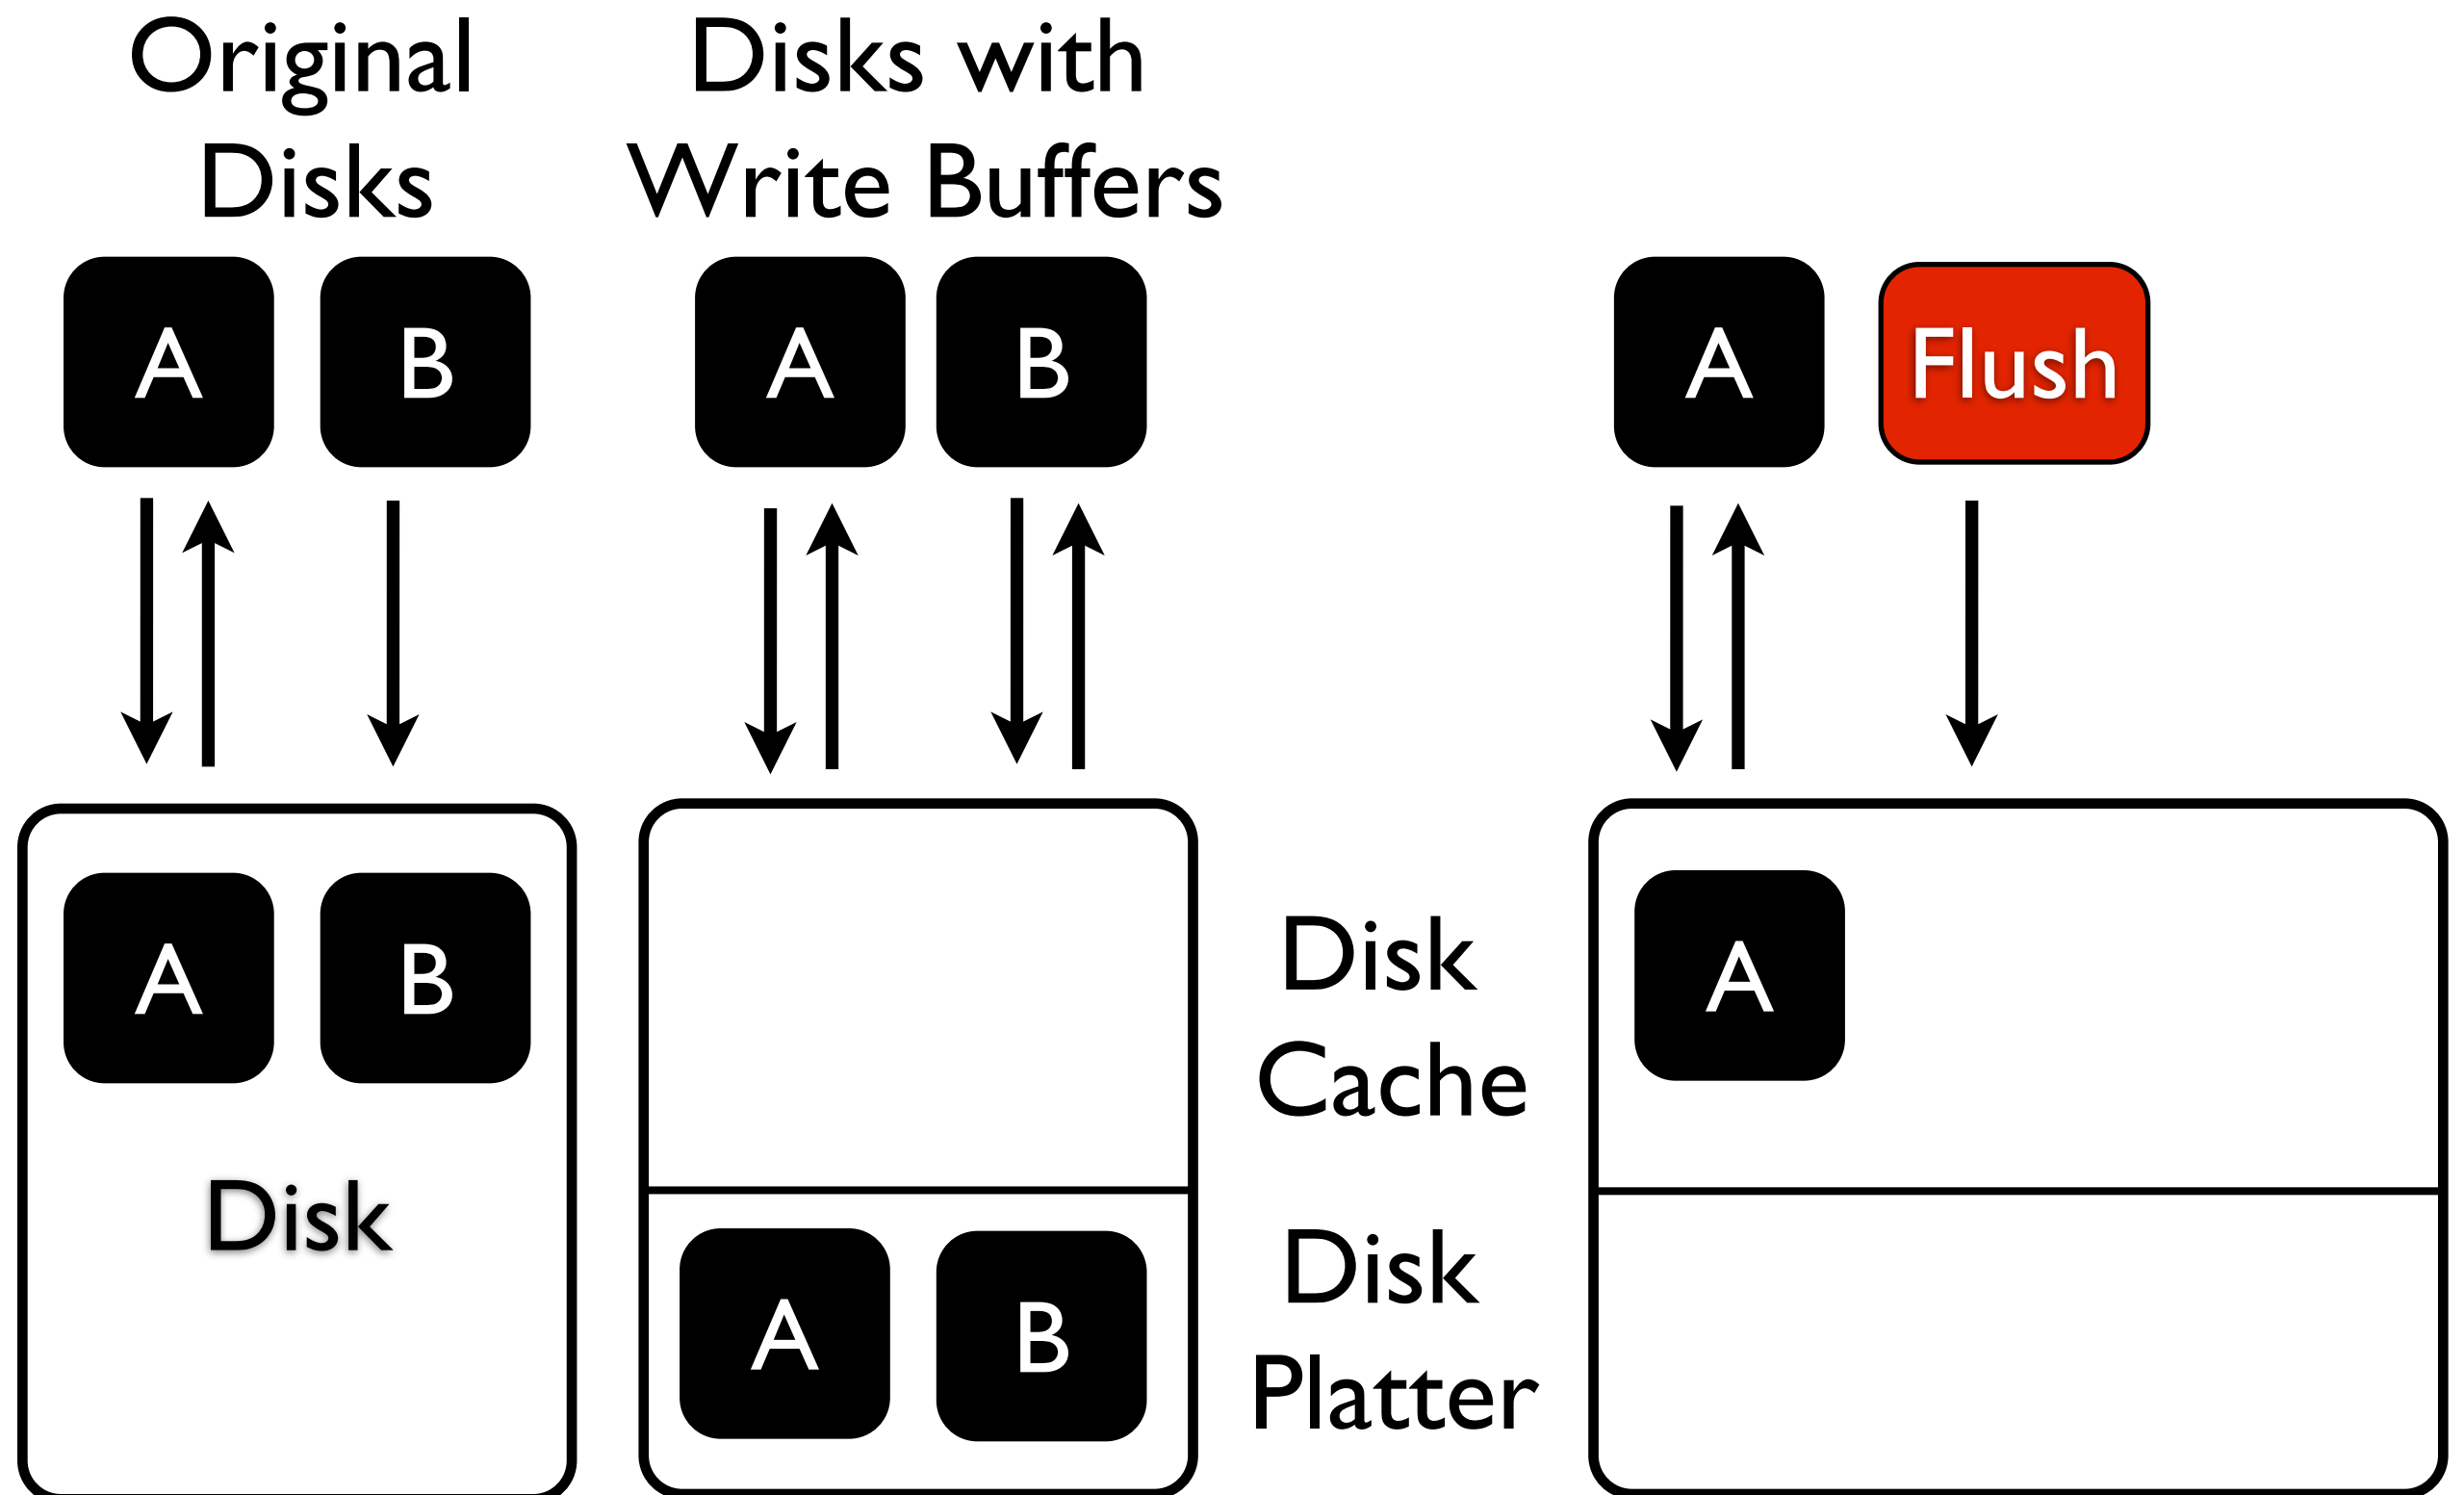 Original
Disks
Disks with
Write Buffers
A
B
A
B
A
Flush
A
B
Disk
A
B
Disk
Cache
Disk
Platter
A